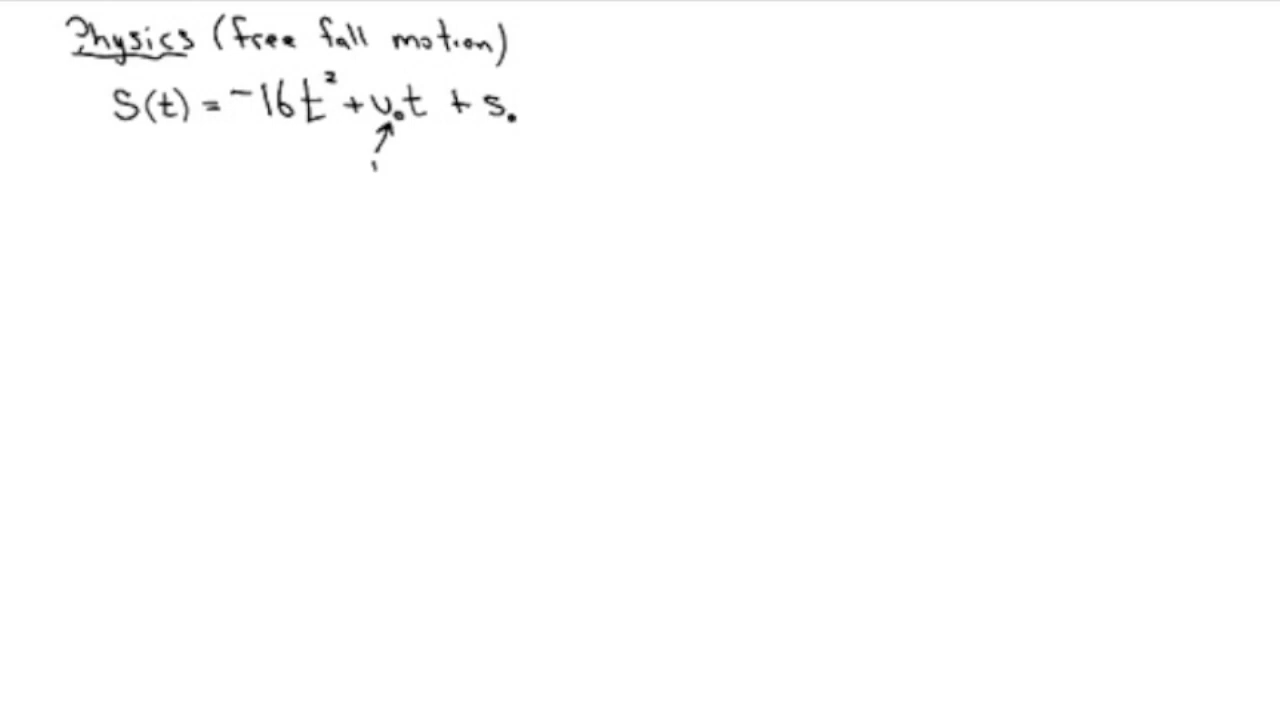 Physics (free fall motion)
S(t) = -16t² + v₀t + s₀